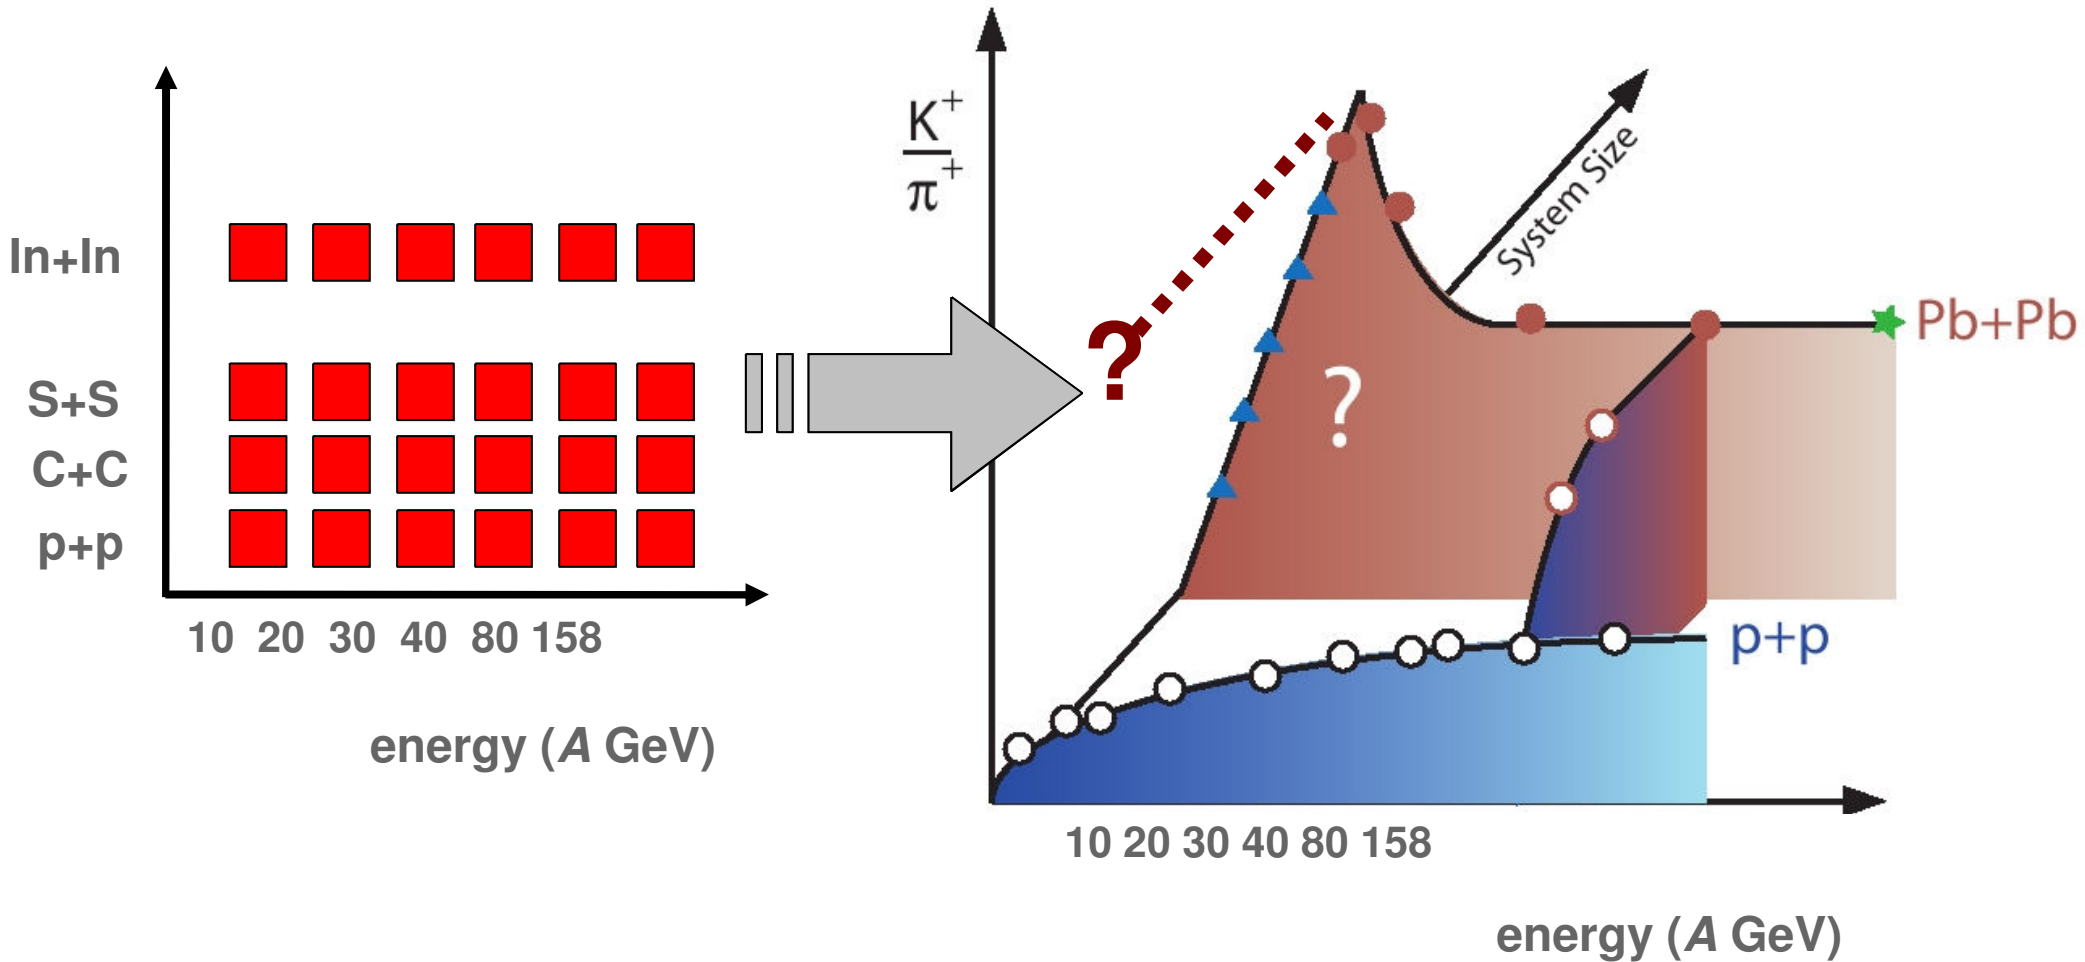 In+In
S+S
C+C
p+p
10 20 30 40 80 158
energy (A GeV)
K+
π+
?
?
System Size
Pb+Pb
p+p
10 20 30 40 80 158
energy (A GeV)